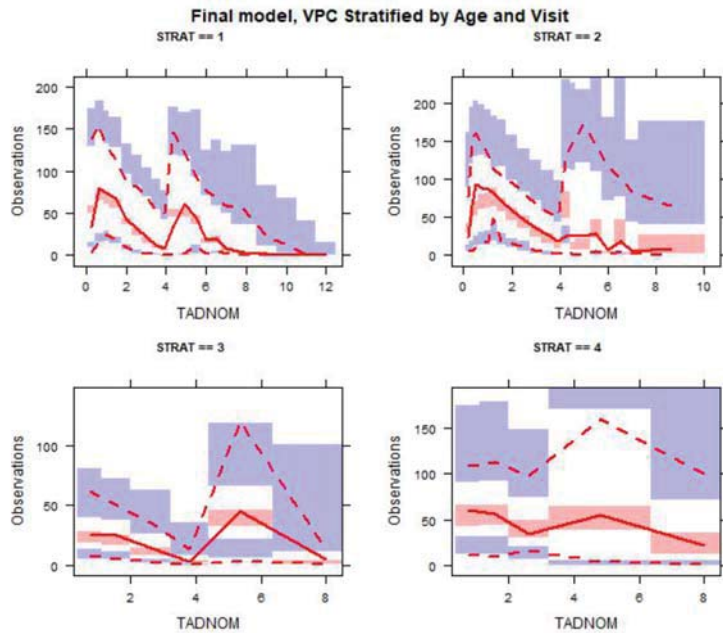 Final model, VPC Stratified by Age and Visit
STRAT == 1
STRAT == 2
Observations
200
150
100
50
0
0 2 4 6 8 10 12
TADNOM
Observations
200
150
100
50
0
0 2 4 6 8 10
TADNOM
STRAT == 3
STRAT == 4
Observations
100
50
0
2 4 6 8
TADNOM
Observations
150
100
50
0
2 4 6 8
TADNOM